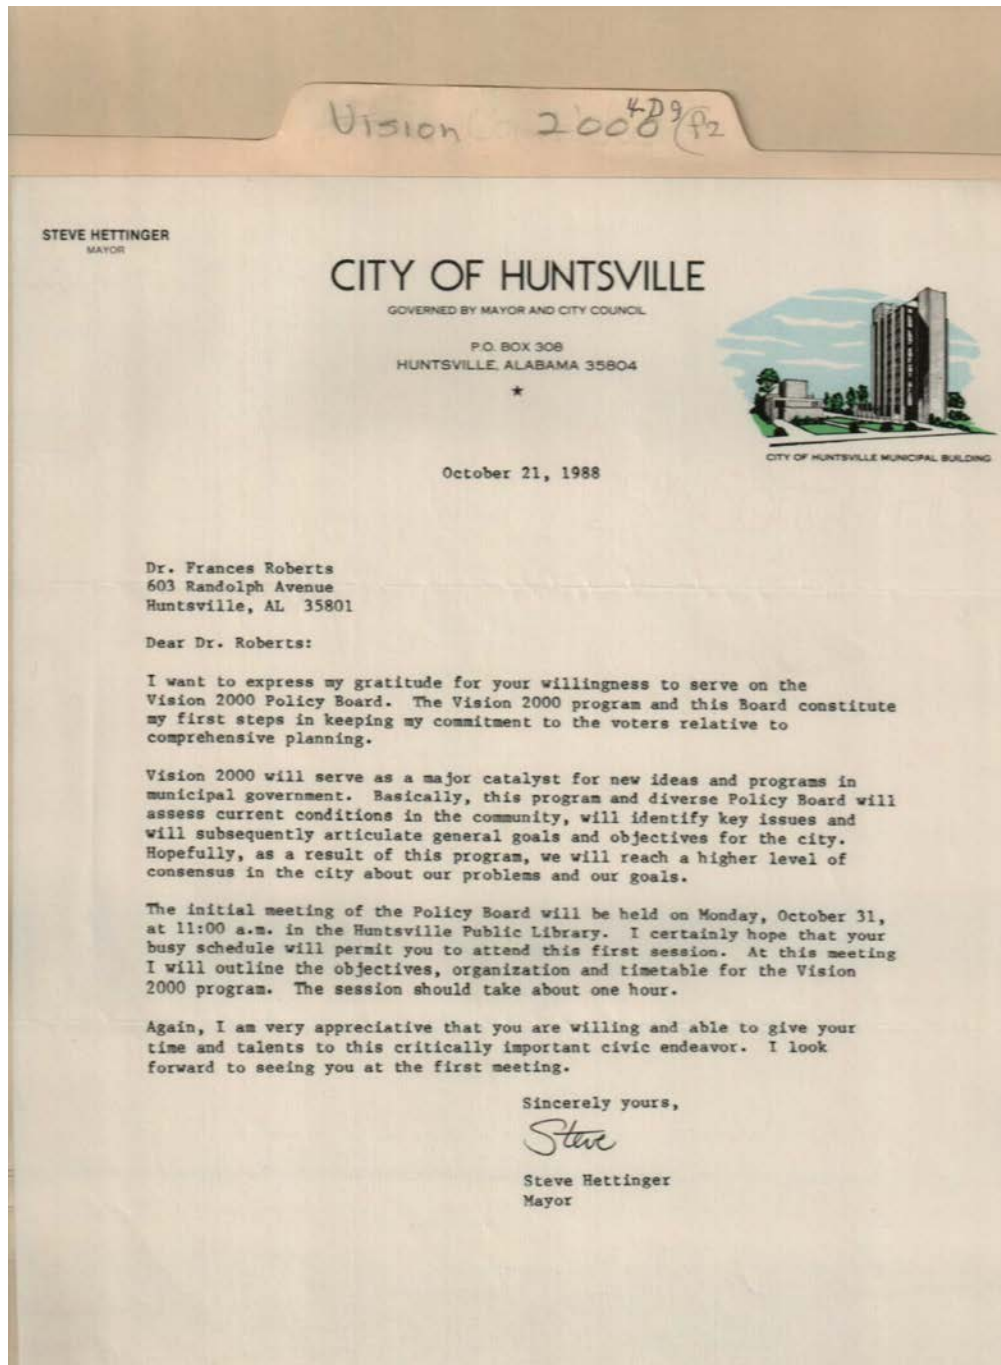 Vision 2000
4D9
f2
STEVE HETTINGER
MAYOR
CITY OF HUNTSVILLE
GOVERNED BY MAYOR AND CITY COUNCIL
P.O. BOX 308
HUNTSVILLE, ALABAMA 35804
CITY OF HUNTSVILLE MUNICIPAL BUILDING
October 21, 1988
Dr. Frances Roberts
603 Randolph Avenue
Huntsville, AL 35801
Dear Dr. Roberts:
I want to express my gratitude for your willingness to serve on the
Vision 2000 Policy Board. The Vision 2000 program and this Board constitute
my first steps in keeping my commitment to the voters relative to
comprehensive planning.
Vision 2000 will serve as a major catalyst for new ideas and programs in
municipal government. Basically, this program and diverse Policy Board will
assess current conditions in the community, will identify key issues and
will subsequently articulate general goals and objectives for the city.
Hopefully, as a result of this program, we will reach a higher level of
consensus in the city about our problems and our goals.
The initial meeting of the Policy Board will be held on Monday, October 31,
at 11:00 a.m. in the Huntsville Public Library. I certainly hope that your
busy schedule will permit you to attend this first session. At this meeting
I will outline the objectives, organization and timetable for the Vision
2000 program. The session should take about one hour.
Again, I am very appreciative that you are willing and able to give your
time and talents to this critically important civic endeavor. I look
forward to seeing you at the first meeting.
Sincerely yours,
Steve
Steve Hettinger
Mayor